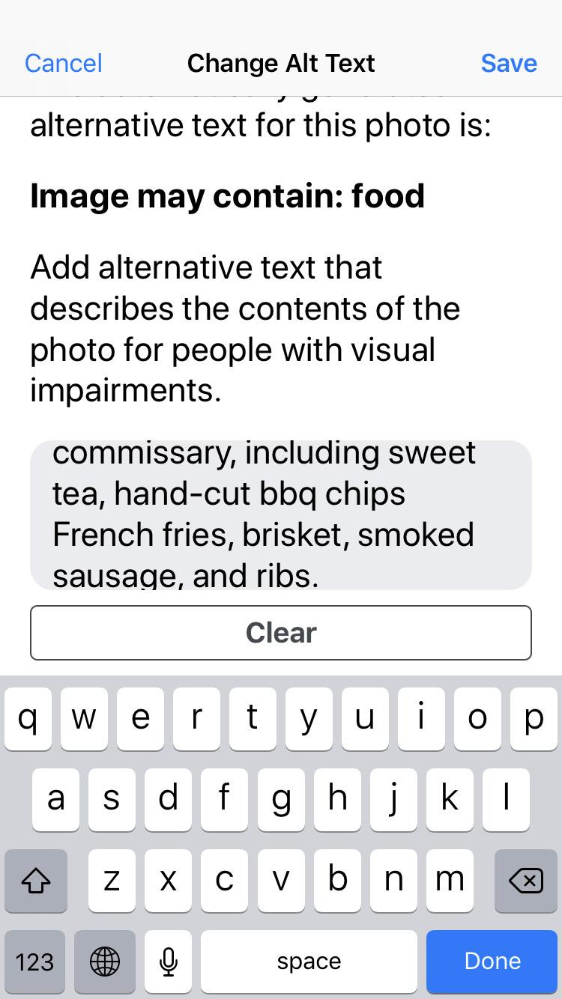 Cancel Change Alt Text Save
alternative text for this photo is:
Image may contain: food
Add alternative text that
describes the contents of the
photo for people with visual
impairments.
commissary, including sweet
tea, hand-cut bbq chips
French fries, brisket, smoked
sausage, and ribs.
Clear
q w e r t y u i o p
a s d f g h j k l
z x c v b n m
123 space Done